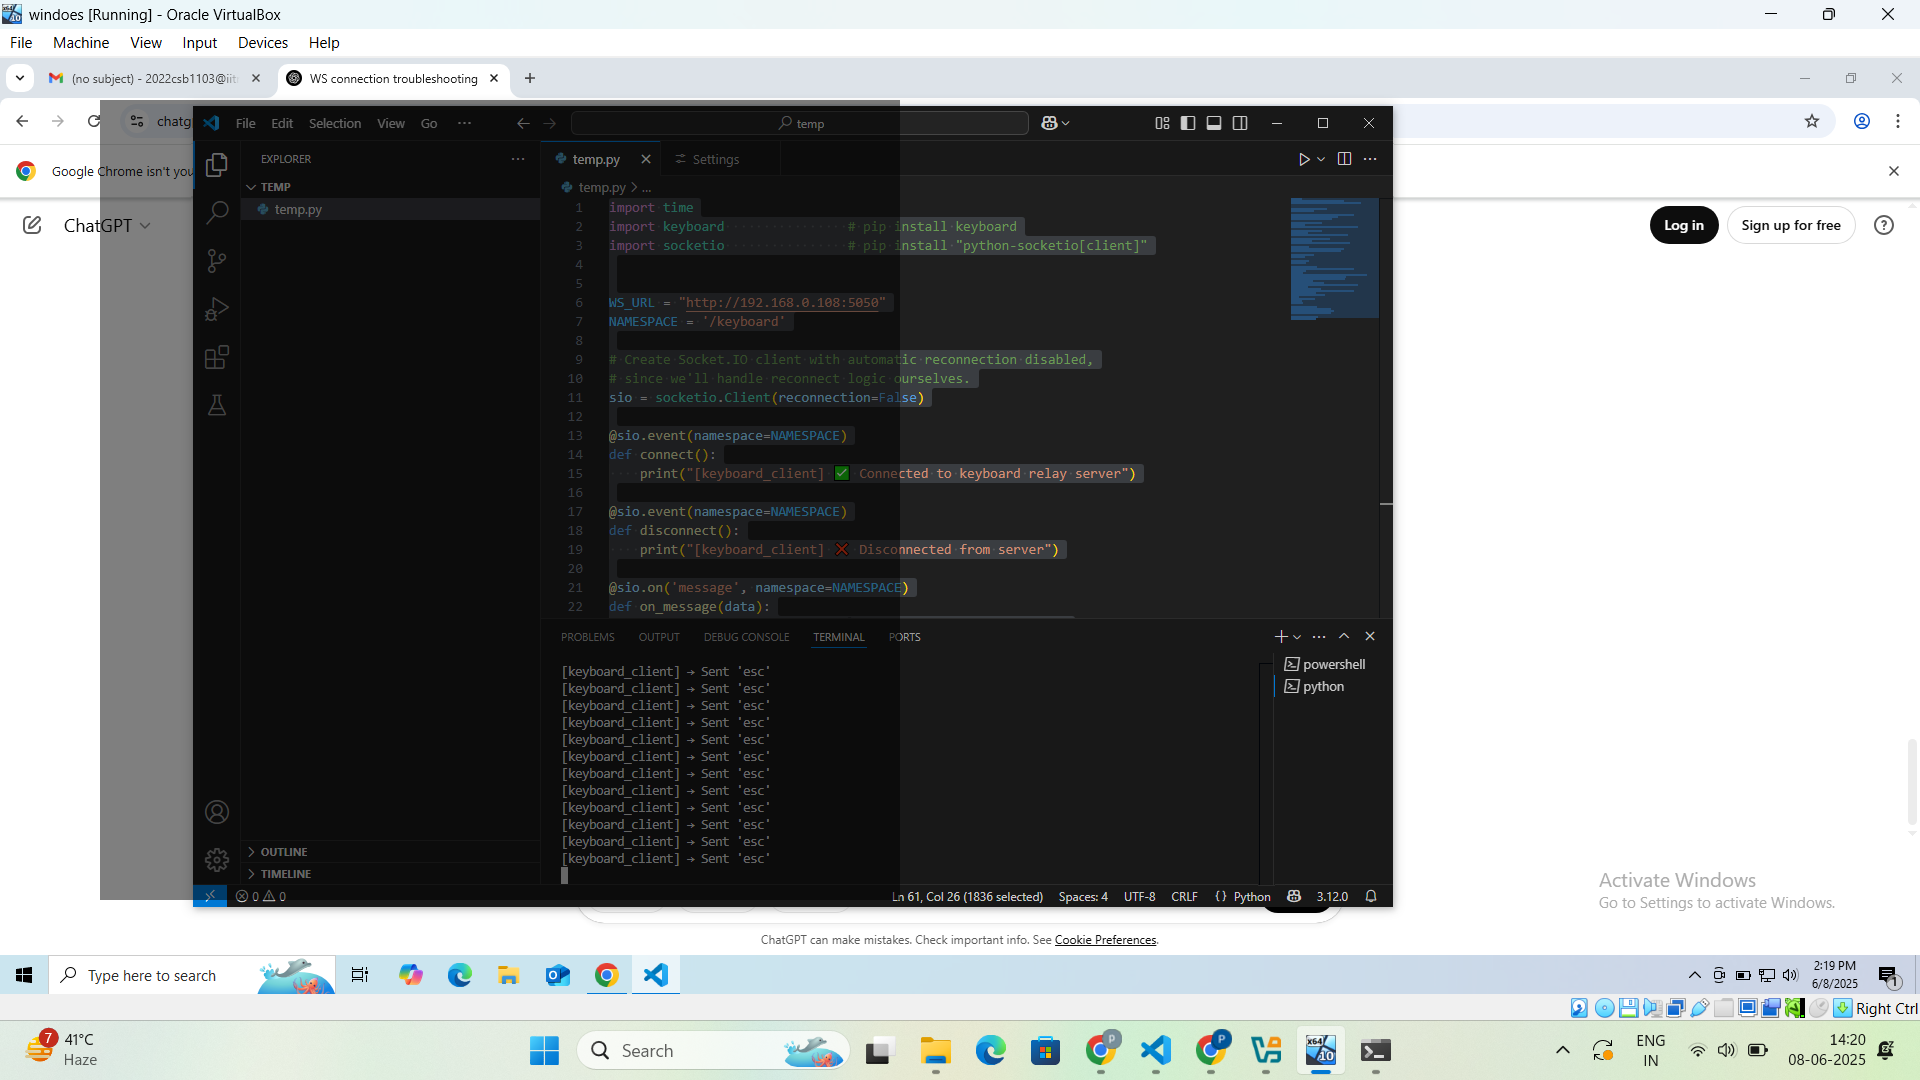 windoes [Running] - Oracle VirtualBox
File Machine View Input Devices Help
(no subject) - 2022csb1103@iit
WS connection troubleshooting
chatg
Google Chrome isn't you
ChatGPT
Log in
Sign up for free
File Edit Selection View Go ...
temp
EXPLORER
TEMP
temp.py
OUTLINE
TIMELINE
temp.py
Settings
temp.py > ...
1 import time
2 import keyboard # pip install keyboard
3 import socketio # pip install "python-socketio[client]"
4
5
6 WS_URL = "http://192.168.0.108:5050"
7 NAMESPACE = '/keyboard'
8
9 # Create Socket.IO client with automatic reconnection disabled,
10 # since we'll handle reconnect logic ourselves.
11 sio = socketio.Client(reconnection=False)
12
13 @sio.event(namespace=NAMESPACE)
14 def connect():
15 print("[keyboard_client] ✅ Connected to keyboard relay server")
16
17 @sio.event(namespace=NAMESPACE)
18 def disconnect():
19 print("[keyboard_client] ❌ Disconnected from server")
20
21 @sio.on('message', namespace=NAMESPACE)
22 def on_message(data):
PROBLEMS OUTPUT DEBUG CONSOLE TERMINAL PORTS
[keyboard_client] → Sent 'esc'
[keyboard_client] → Sent 'esc'
[keyboard_client] → Sent 'esc'
[keyboard_client] → Sent 'esc'
[keyboard_client] → Sent 'esc'
[keyboard_client] → Sent 'esc'
[keyboard_client] → Sent 'esc'
[keyboard_client] → Sent 'esc'
[keyboard_client] → Sent 'esc'
[keyboard_client] → Sent 'esc'
[keyboard_client] → Sent 'esc'
[keyboard_client] → Sent 'esc'
powershell
python
0 0 Ln 61, Col 26 (1836 selected) Spaces: 4 UTF-8 CRLF {} Python 3.12.0
Activate Windows
Go to Settings to activate Windows.
ChatGPT can make mistakes. Check important info. See Cookie Preferences.
Type here to search
2:19 PM
6/8/2025
1
Right Ctrl
7
41°C
Haze
Search
ENG
IN
14:20
08-06-2025